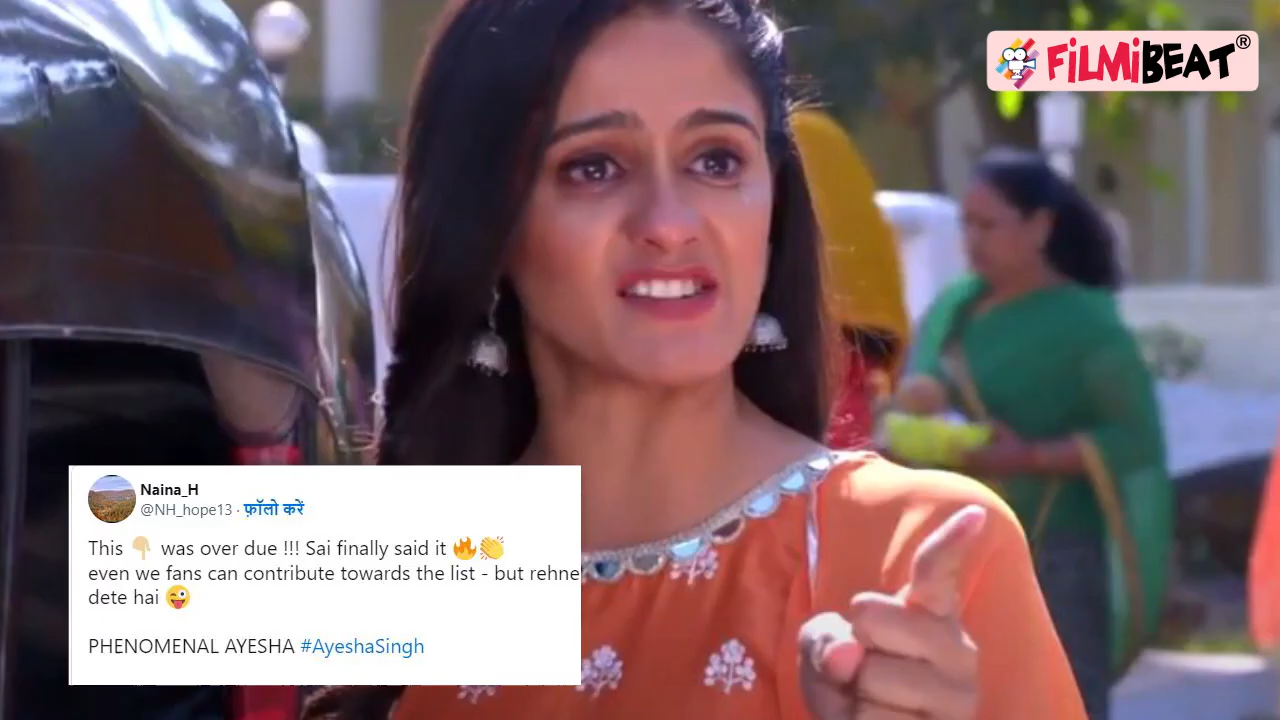 FiLMiBEAT®
Naina_H
@NH_hope13 · फ़ॉलो करें
This 👇🏼 was over due !!! Sai finally said it 🔥👏
even we fans can contribute towards the list - but rehne
dete hai 😜
PHENOMENAL AYESHA #AyeshaSingh